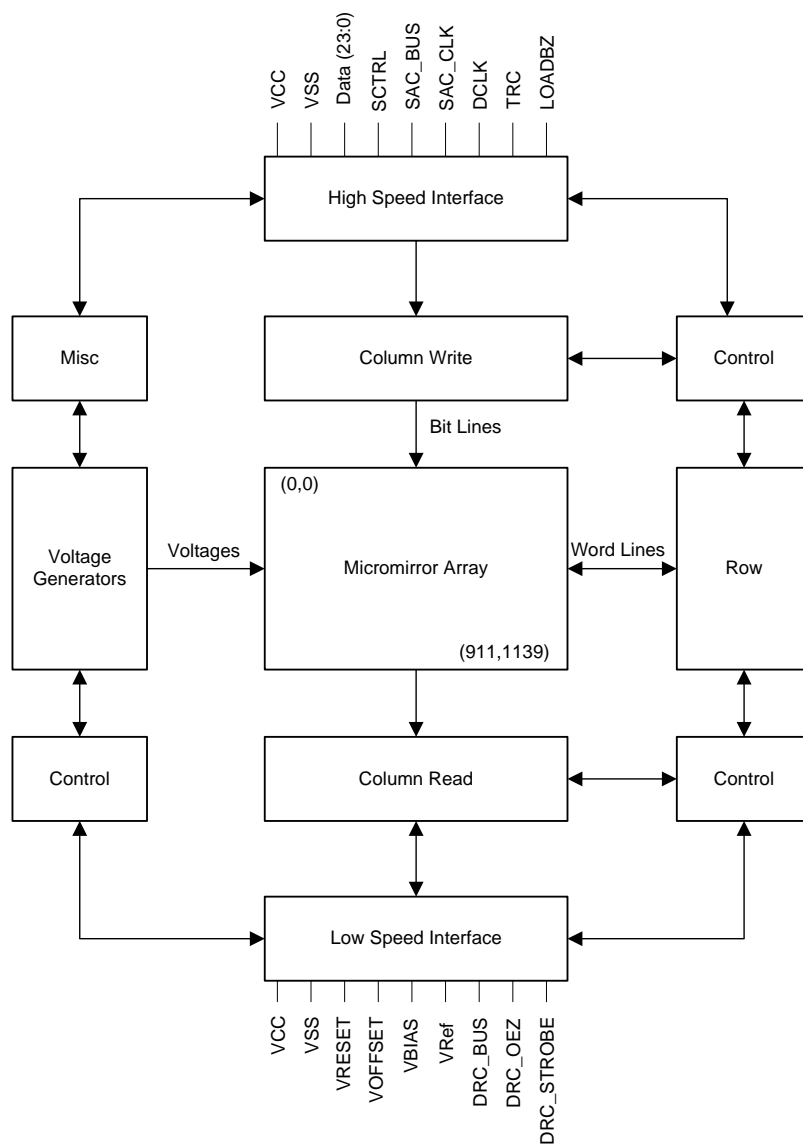 VCC
VSS
Data (23:0)
SCTRL
SAC_BUS
SAC_CLK
DCLK
TRC
LOADBZ
High Speed Interface
Misc
Column Write
Control
Bit Lines
(0,0)
Voltage
Generators
Voltages
Micromirror Array
Word Lines
Row
(911,1139)
Control
Column Read
Control
Low Speed Interface
VCC
VSS
VRESET
VOFFSET
VBIAS
VRef
DRC_BUS
DRC_OEZ
DRC_STROBE